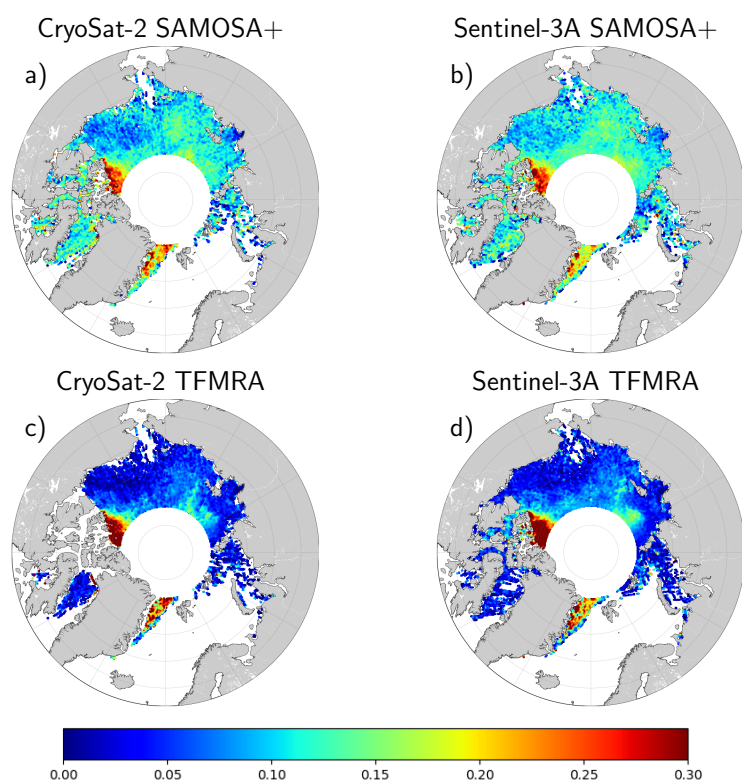 CryoSat-2 SAMOSA+
Sentinel-3A SAMOSA+
a)
b)
CryoSat-2 TFMRA
Sentinel-3A TFMRA
c)
d)
0.00 0.05 0.10 0.15 0.20 0.25 0.30